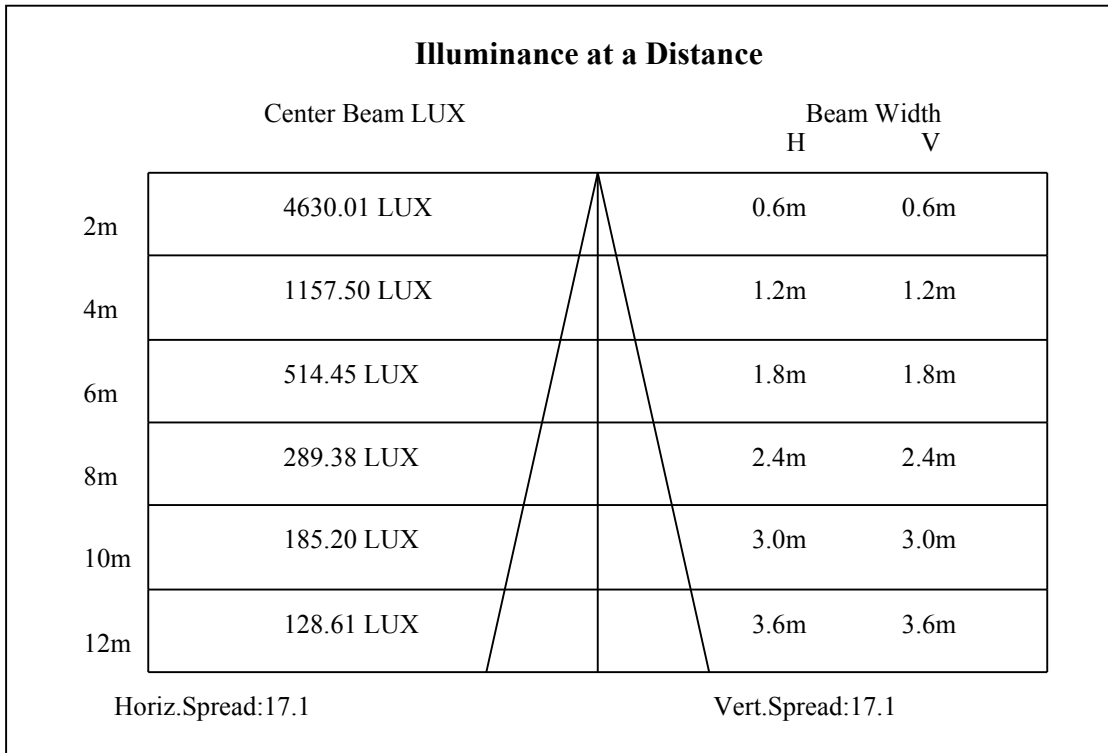 Illuminance at a Distance
Center Beam LUX Beam Width
H V
2m 4630.01 LUX 0.6m 0.6m
4m 1157.50 LUX 1.2m 1.2m
6m 514.45 LUX 1.8m 1.8m
8m 289.38 LUX 2.4m 2.4m
10m 185.20 LUX 3.0m 3.0m
12m 128.61 LUX 3.6m 3.6m
Horiz.Spread:17.1 Vert.Spread:17.1